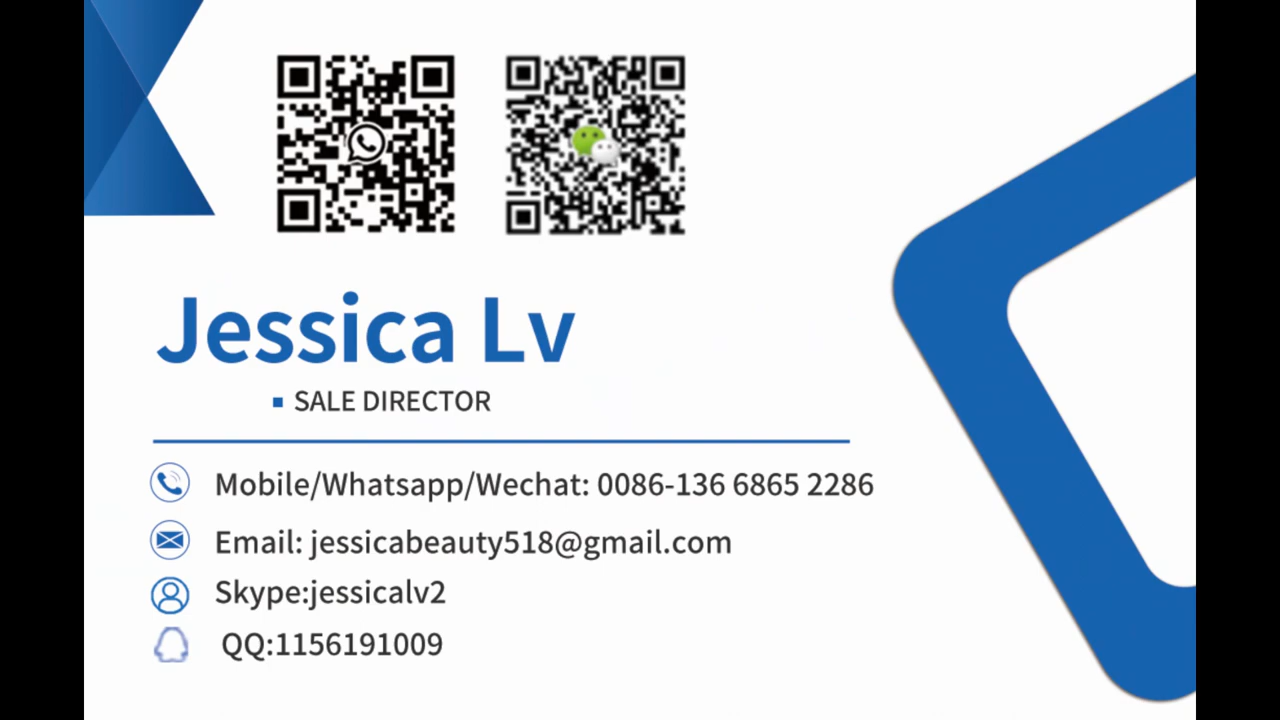 Jessica Lv
SALE DIRECTOR
Mobile/Whatsapp/Wechat: 0086-136 6865 2286
Email: jessicabeauty518@gmail.com
Skype:jessicalv2
QQ:1156191009